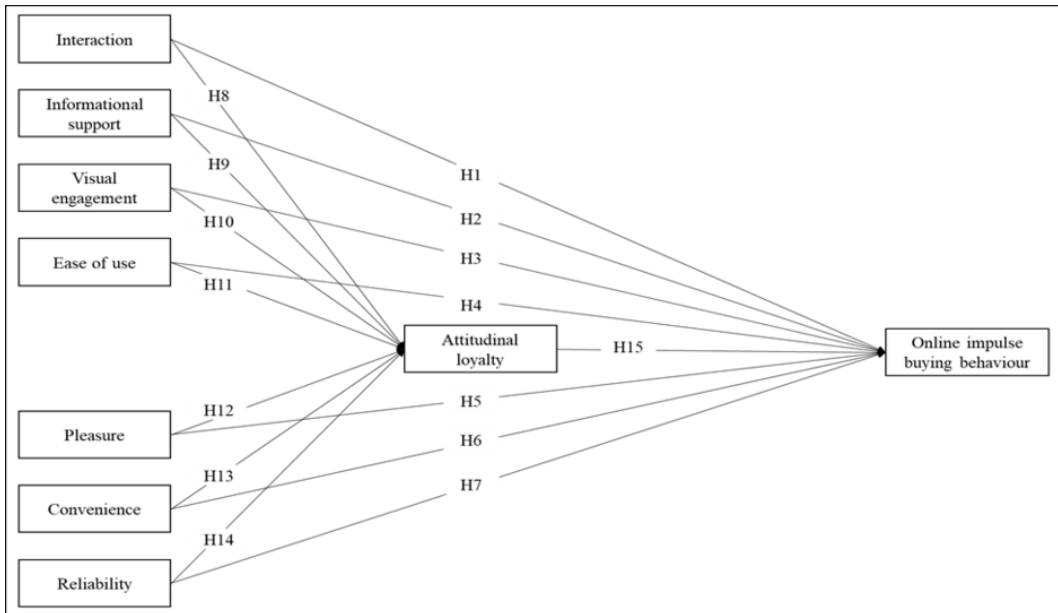 Interaction
H8
Informational
support
H9
H1
Visual
engagement
H10
H2
Ease of use
H11
H3
H4
Attitudinal
loyalty
H15
Online impulse
buying behaviour
H12
H5
Pleasure
H6
H13
H7
Convenience
H14
Reliability